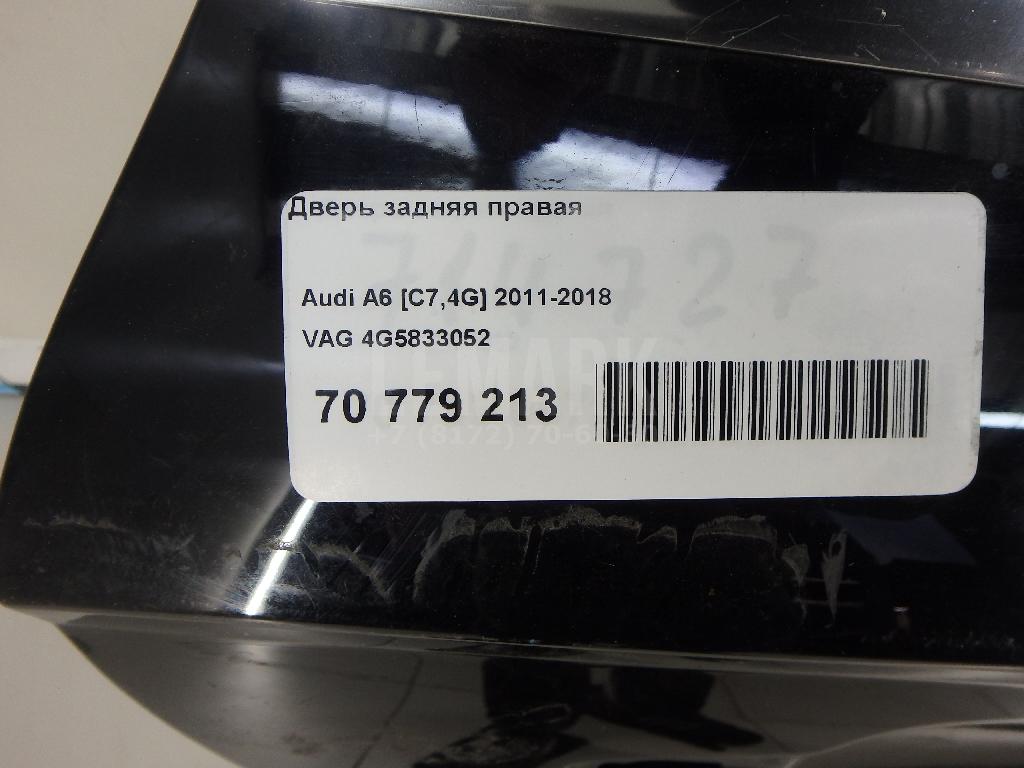 Дверь задняя правая
Audi A6 [C7,4G] 2011-2018
VAG 4G5833052
70 779 213